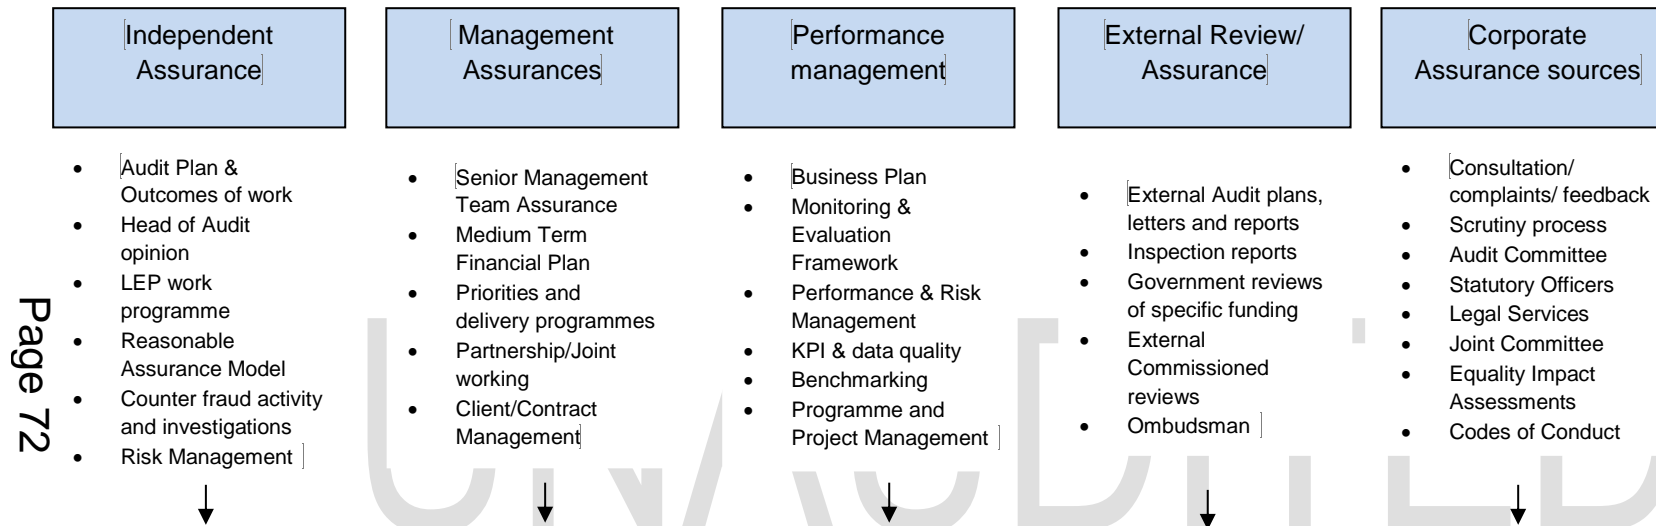 Independent
Assurance
• Audit Plan &
Outcomes of work
• Head of Audit
opinion
• LEP work
programme
• Reasonable
Assurance Model
• Counter fraud activity
and investigations
• Risk Management
Management
Assurances
• Senior Management
Team Assurance
• Medium Term
Financial Plan
• Priorities and
delivery programmes
• Partnership/Joint
working
• Client/Contract
Management
Performance
management
• Business Plan
• Monitoring &
Evaluation
Framework
• Performance & Risk
Management
• KPI & data quality
• Benchmarking
• Programme and
Project Management
External Review/
Assurance
• External Audit plans,
letters and reports
• Inspection reports
• Government reviews
of specific funding
• External
Commissioned
reviews
• Ombudsman
Corporate
Assurance sources
• Consultation/
complaints/ feedback
• Scrutiny process
• Audit Committee
• Statutory Officers
• Legal Services
• Joint Committee
• Equality Impact
Assessments
• Codes of Conduct
Page 72
UNAUDITED